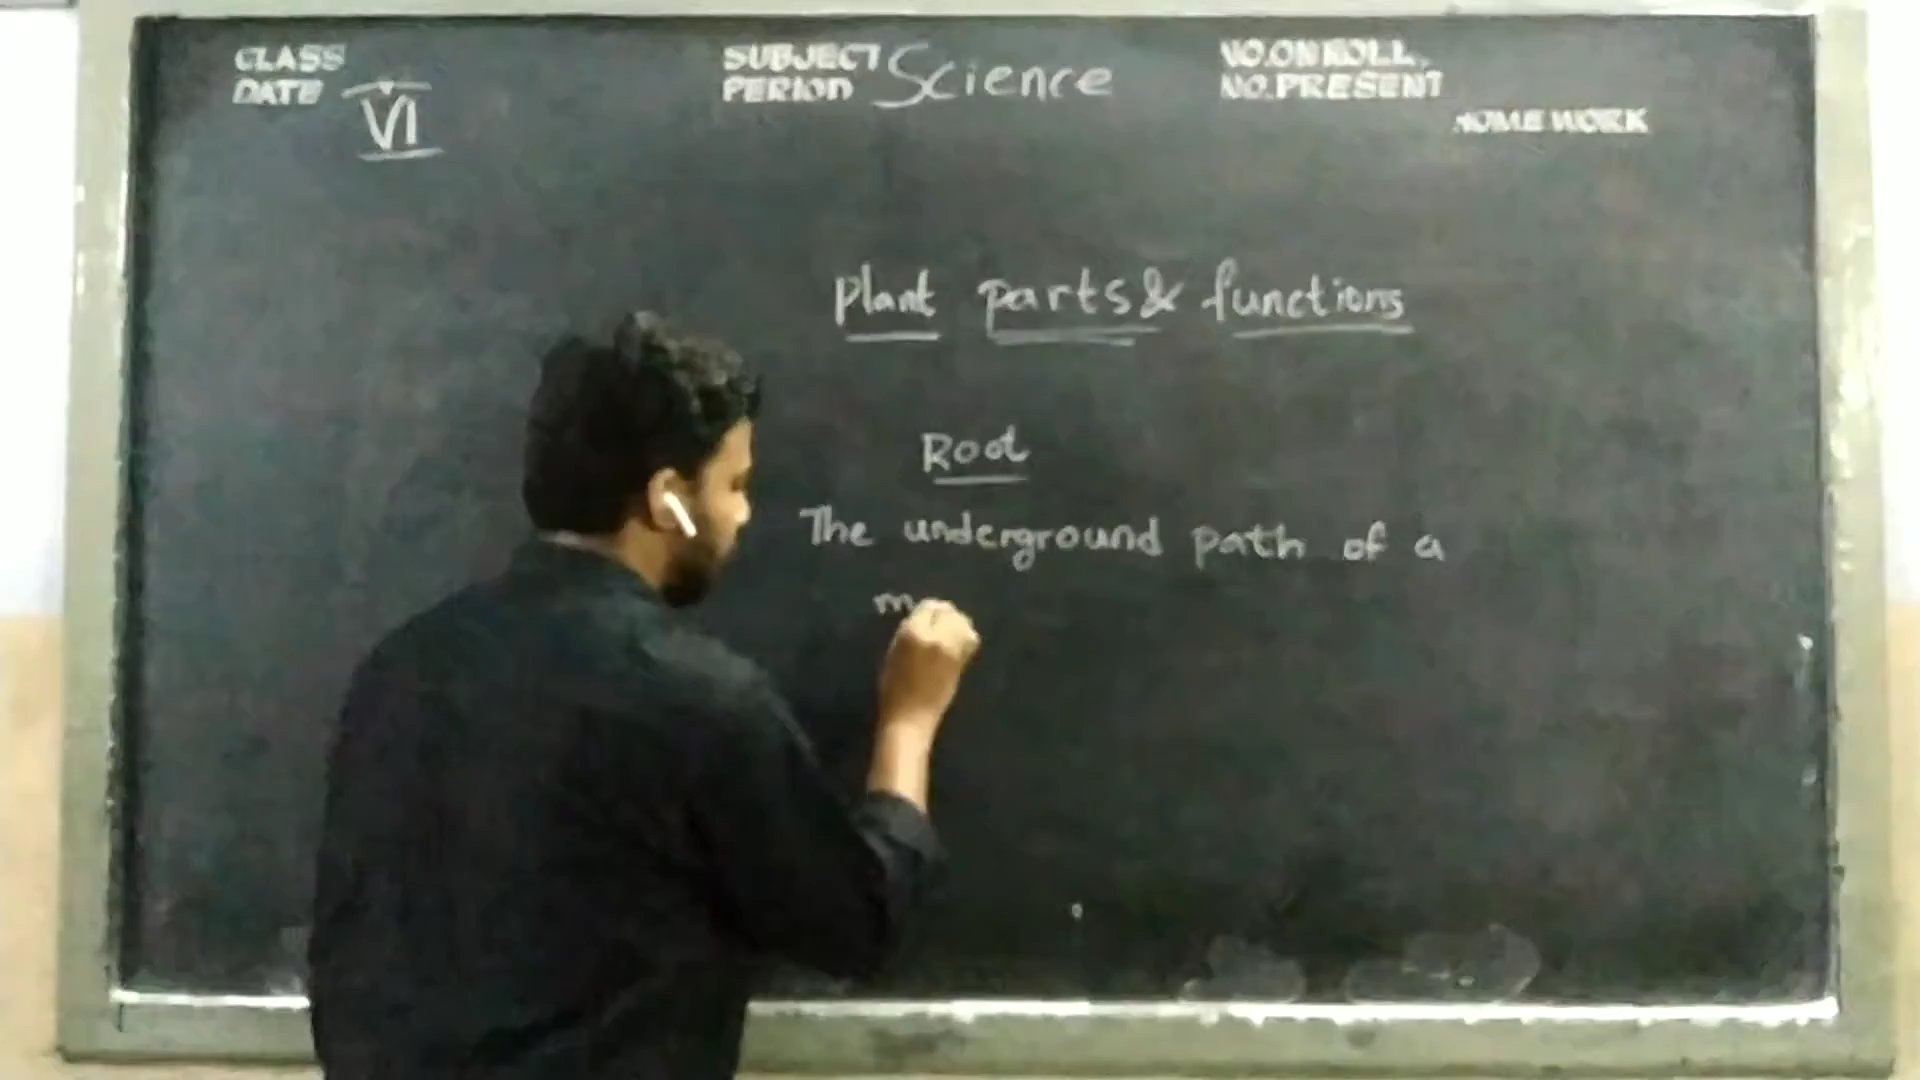 CLASS
DATE VI
SUBJECT Science
PERIOD
NO.ON ROLL.
NO.PRESENT
HOME WORK
Plant parts & functions
Root
The underground path of a